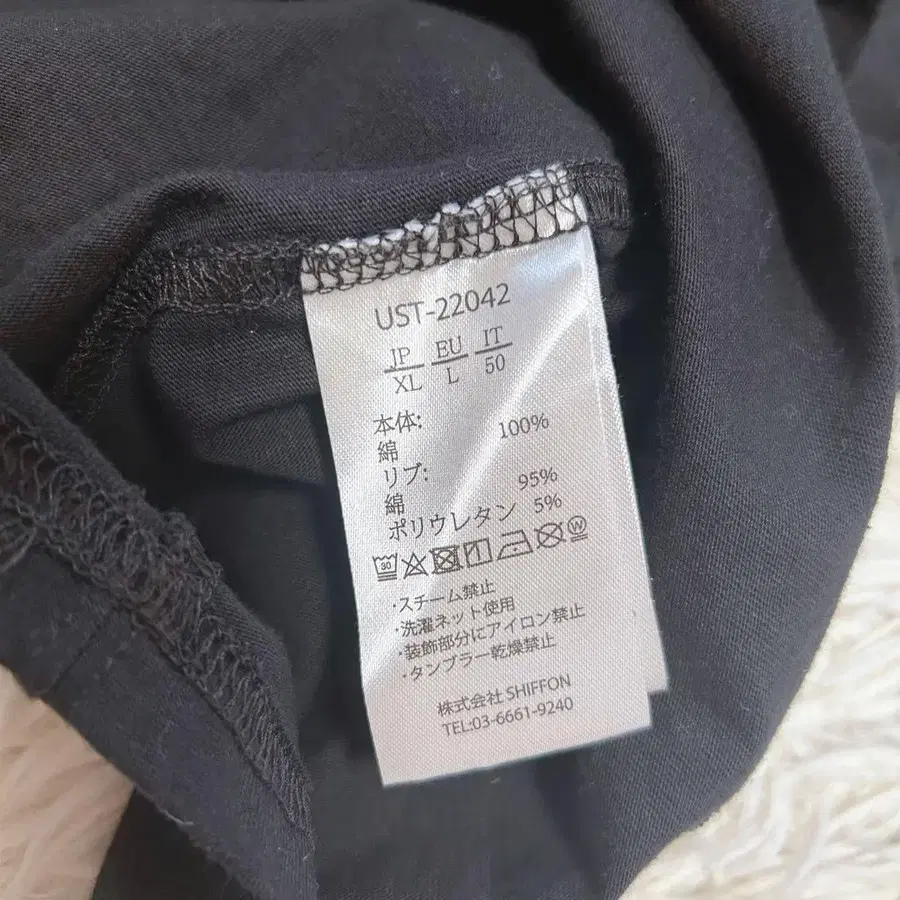 UST-22042
JP EU IT
XL L 50
本体:
綿 100%
リブ:
綿 95%
ポリウレタン 5%
30 W
・スチーム禁止
・洗濯ネット使用
・装飾部分にアイロン禁止
・タンブラー乾燥禁止
株式会社 SHIFFON
TEL:03-6661-9240